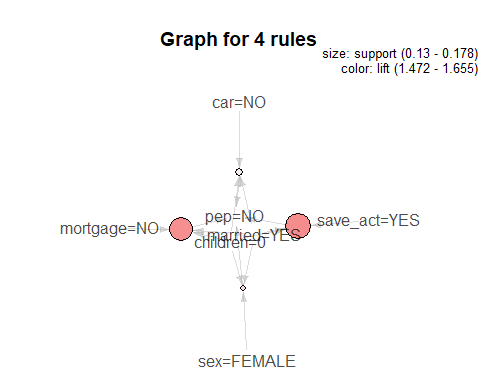 Graph for 4 rules
size: support (0.13 - 0.178)
color: lift (1.472 - 1.655)
car=NO
pep=NO
save_act=YES
mortgage=NO
married=YES
children=0
sex=FEMALE